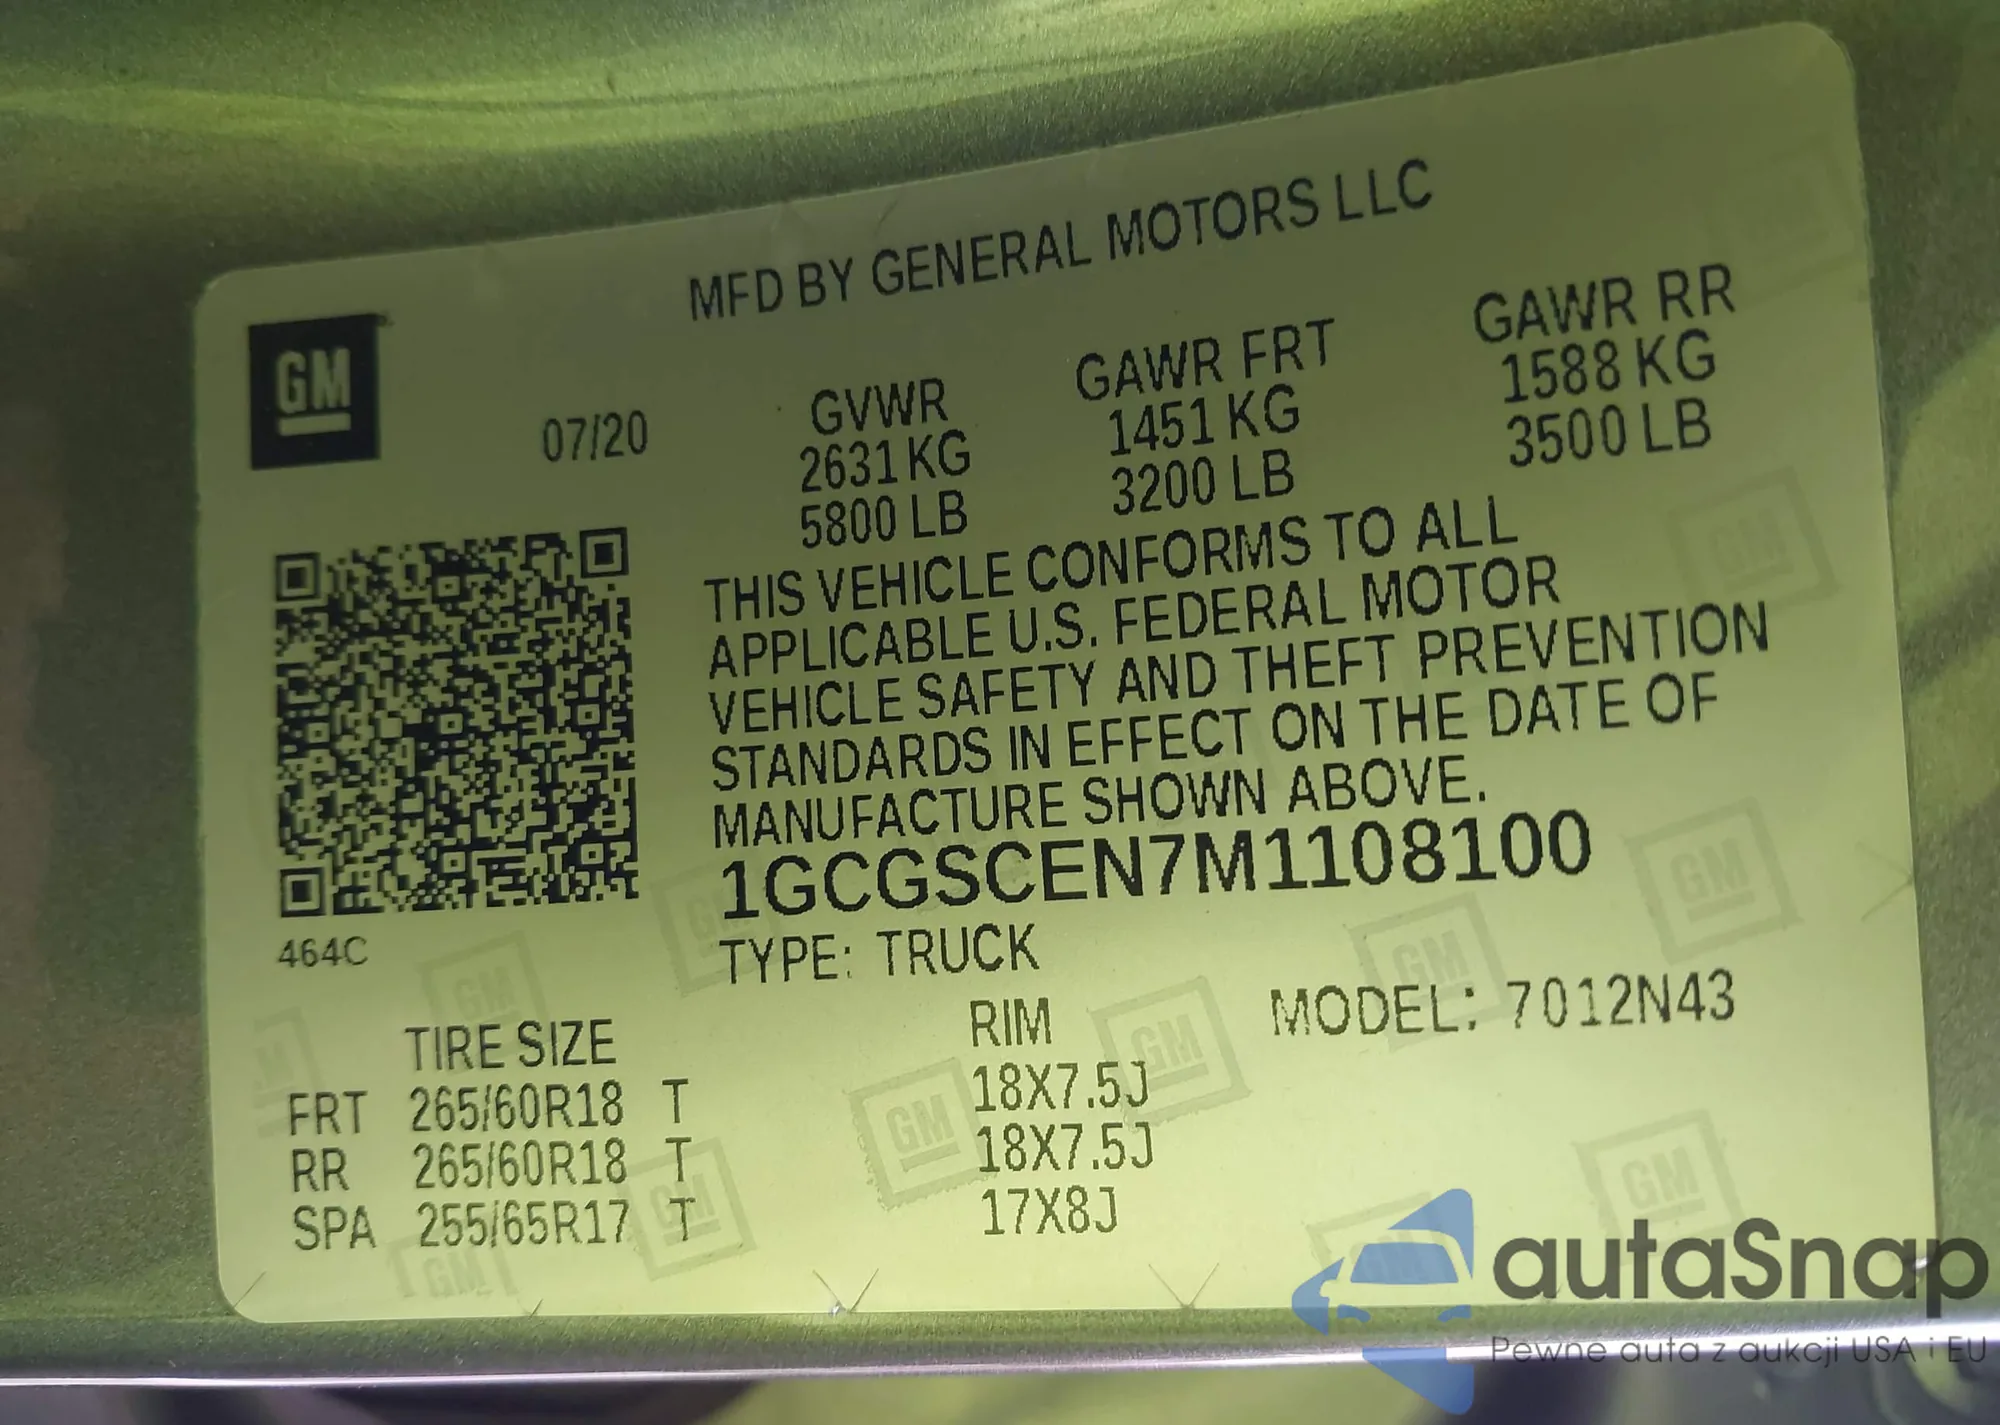 MFD BY GENERAL MOTORS LLC
GM
07/20
GVWR GAWR FRT GAWR RR
2631 KG 1451 KG 1588 KG
5800 LB 3200 LB 3500 LB
THIS VEHICLE CONFORMS TO ALL
APPLICABLE U.S. FEDERAL MOTOR
VEHICLE SAFETY AND THEFT PREVENTION
STANDARDS IN EFFECT ON THE DATE OF
MANUFACTURE SHOWN ABOVE.
1GCGSCEN7M1108100
464C
TYPE: TRUCK
TIRE SIZE RIM MODEL: 7012N43
FRT 265/60R18 T 18X7.5J
RR 265/60R18 T 18X7.5J
SPA 255/65R17 T 17X8J
autaSnap
Pewne auta z aukcji USA i EU